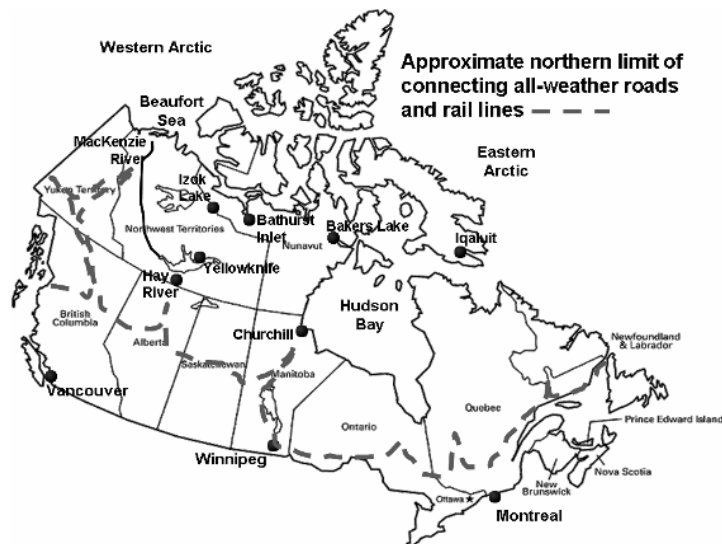 Western Arctic
Approximate northern limit of
connecting all-weather roads
and rail lines
Beaufort
Sea
MacKenzie
River
Eastern
Arctic
Yukon Territory
Izok
Lake
Bathurst
Inlet
Bakers Lake
Nunavut
Iqaluit
Northwest Territories
Yellowknife
Hay
River
Hudson
Bay
Churchill
British
Columbia
Alberta
Saskatchewan
Manitoba
Newfoundland
& Labrador
Vancouver
Ontario
Quebec
Prince Edward Island
Winnipeg
Nova Scotia
New
Brunswick
Ottawa
Montreal